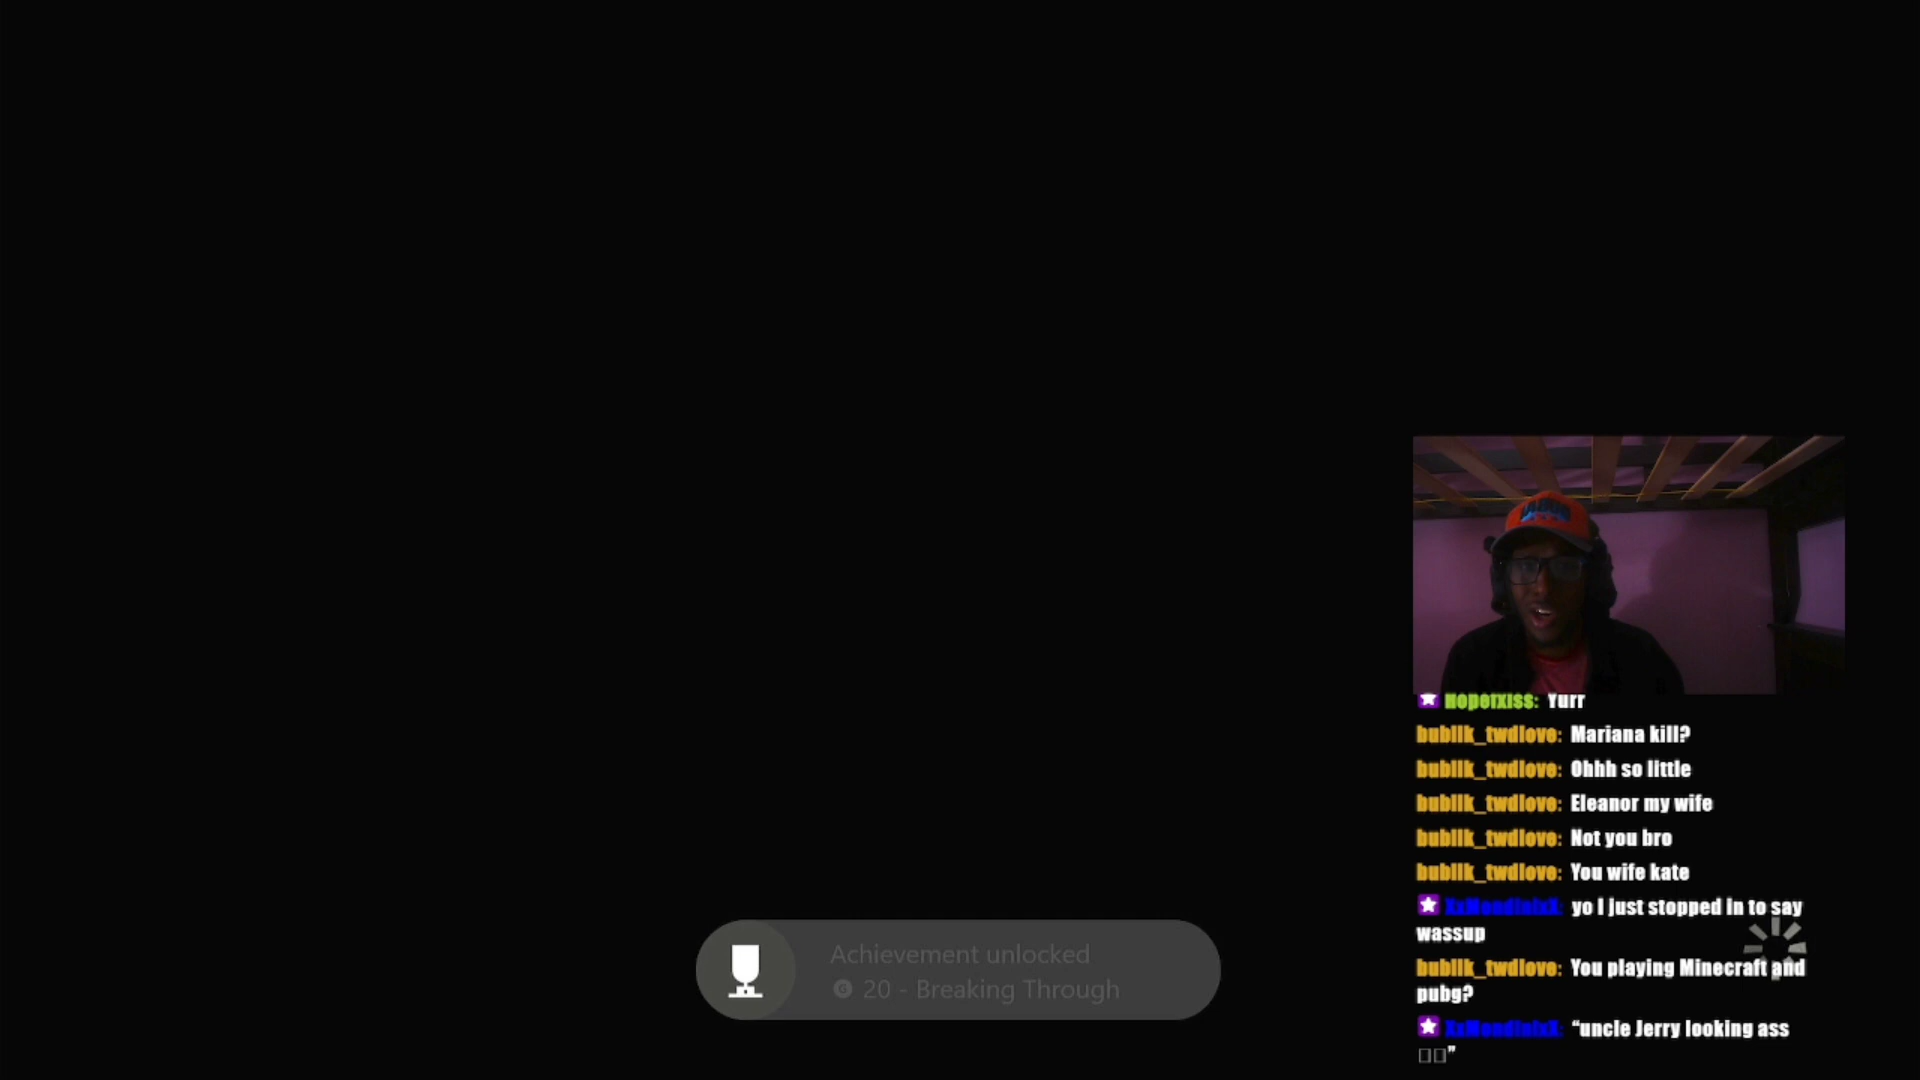 Hopefxiss: Yurr
bublik_twdlove: Mariana kill?
bublik_twdlove: Ohhh so little
bublik_twdlove: Eleanor my wife
bublik_twdlove: Not you bro
bublik_twdlove: You wife kate
yo I just stopped in to say
wassup
bublik_twdlove: You playing Minecraft and
pubg?
“uncle Jerry looking ass
”
Achievement unlocked
G 20 - Breaking Through